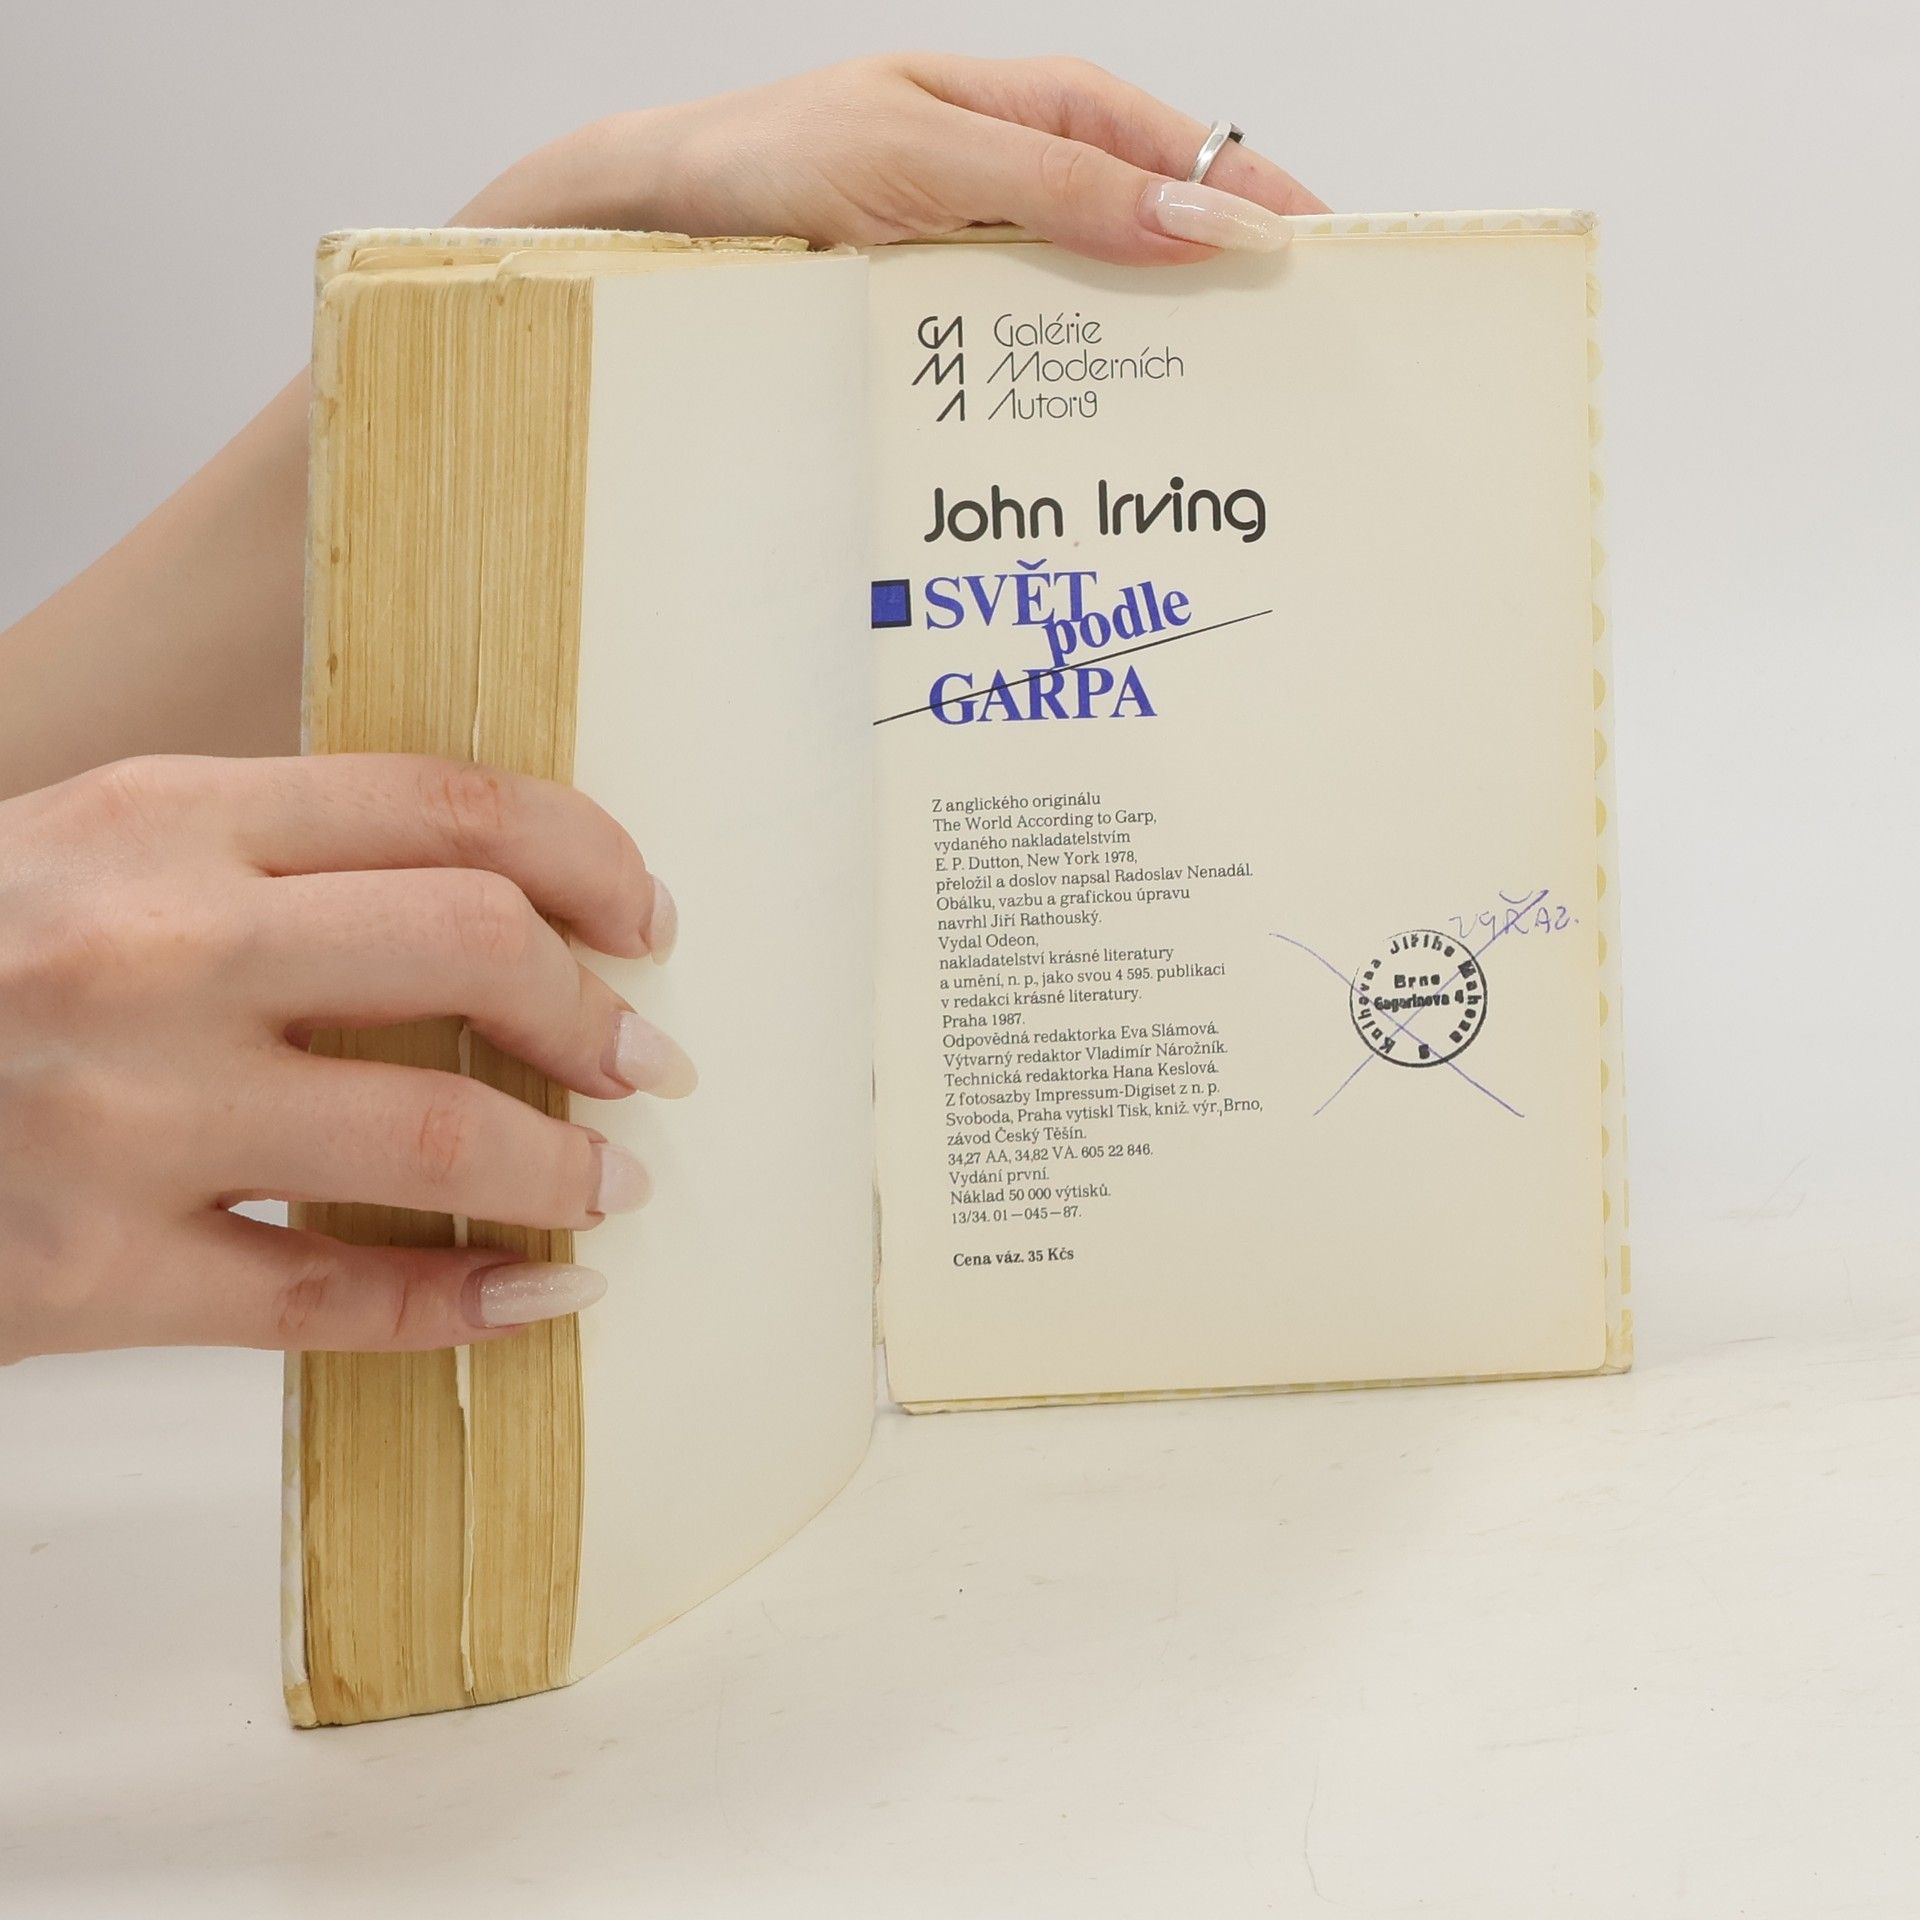 GMA
Galérie
Moderních
Autorů
John Irving
SVĚT
podle
GARPA
Z anglického originálu
The World According to Garp,
vydaného nakladatelstvím
E. P. Dutton, New York 1978,
přeložil a doslov napsal Radoslav Nenadál.
Obálku, vazbu a grafickou úpravu
navrhl Jiří Rathouský.
Vydal Odeon,
nakladatelství krásné literatury
a umění, n. p., jako svou 4 595. publikaci
v redakci krásné literatury.
Praha 1987.
Odpovědná redaktorka Eva Slámová.
Výtvarný redaktor Vladimír Nárožník.
Technická redaktorka Hana Keslová.
Z fotosazby Impressum-Digiset z n. p.
Svoboda, Praha vytiskl Tisk, kniž. výr., Brno,
závod Český Těšín.
34,27 AA, 34,82 VA. 605 22 846.
Vydání první.
Náklad 50 000 výtisků.
13/34. 01—045—87.
Cena váz. 35 Kčs
VYŘAZ.
Knihovna Jiřího Mahena
Brno
Gagarinova 4